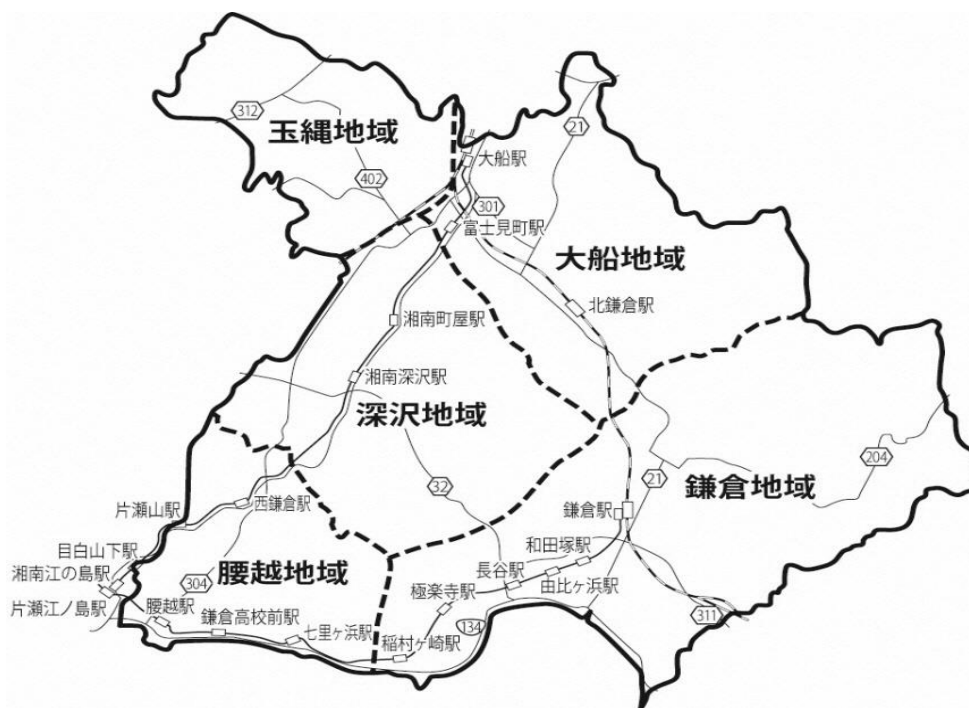 312
玉縄地域
402
21
大船駅
301
富士見町駅
大船地域
北鎌倉駅
湘南町屋駅
湘南深沢駅
深沢地域
32
204
21
鎌倉地域
片瀬山駅
西鎌倉駅
鎌倉駅
目白山下駅
和田塚駅
湘南江の島駅
304
腰越地域
長谷駅
由比ヶ浜駅
片瀬江ノ島駅
腰越駅
鎌倉高校前駅
極楽寺駅
七里ヶ浜駅
134
稲村ヶ崎駅
311